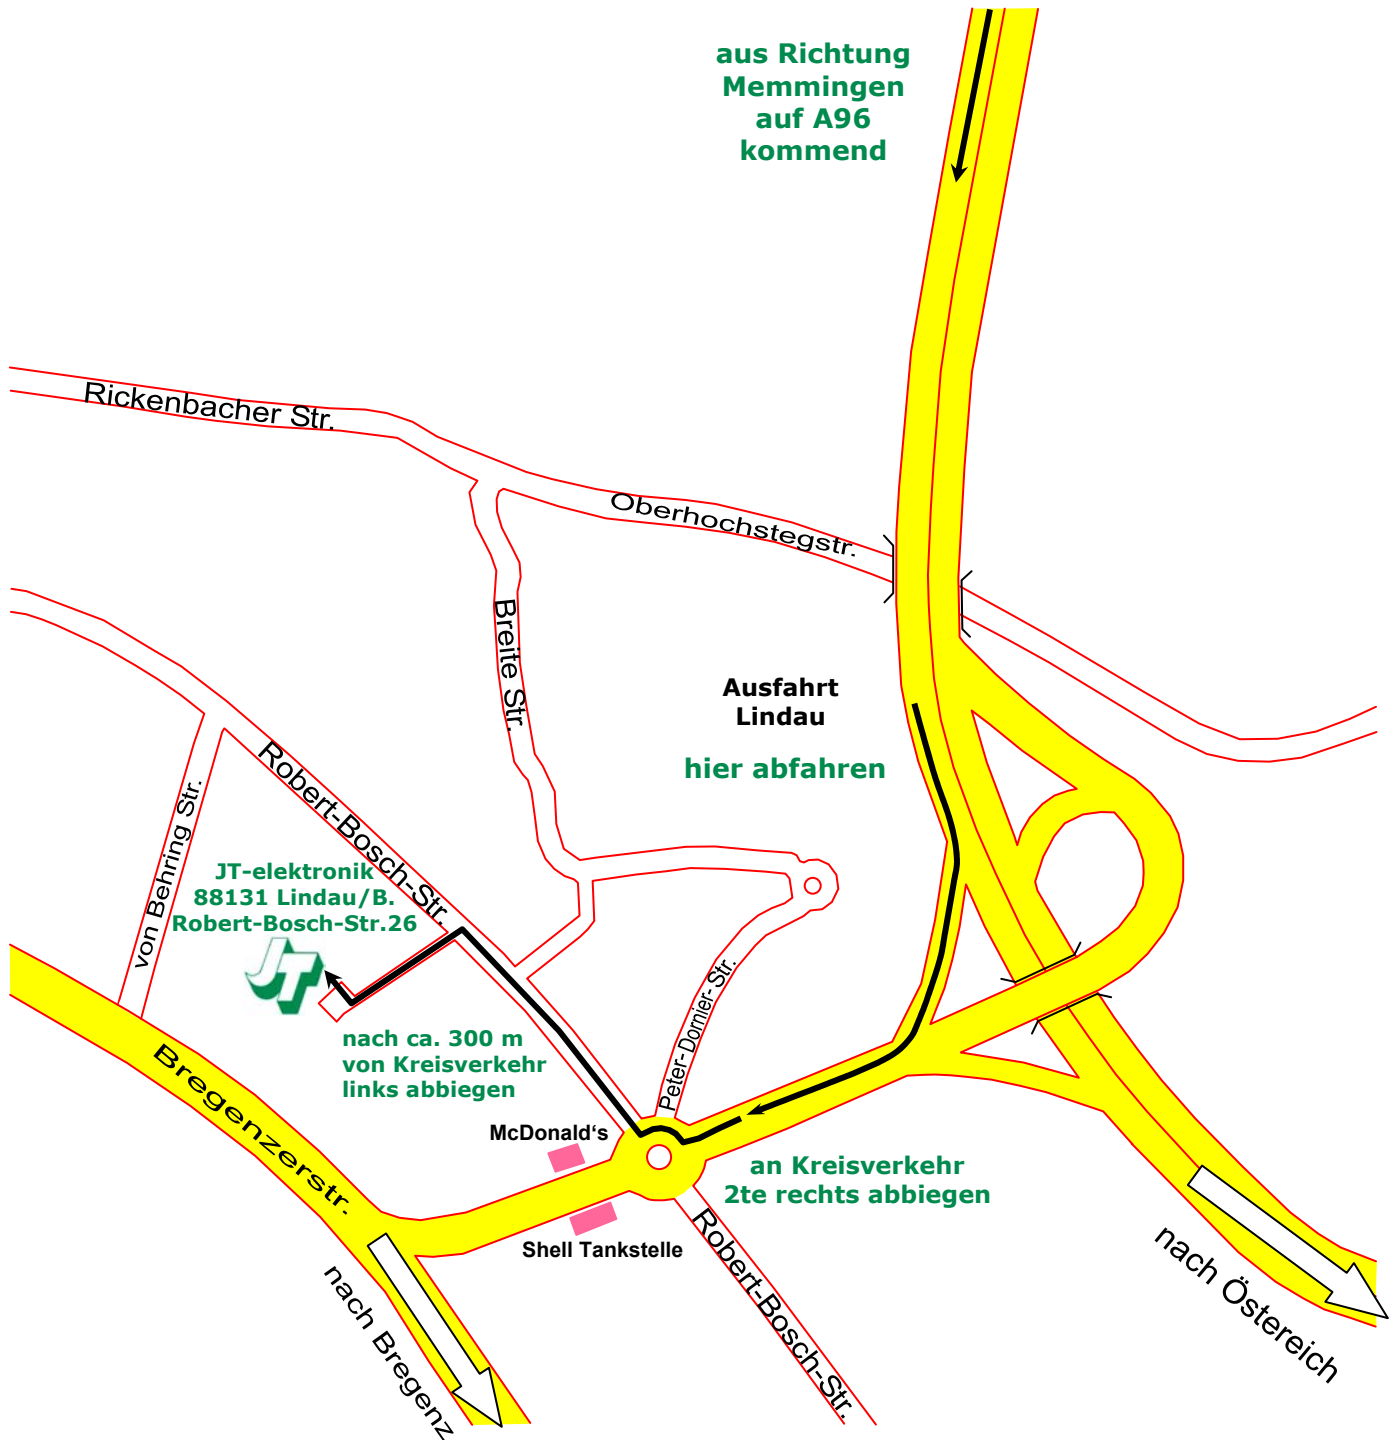 aus Richtung
Memmingen
auf A96
kommend
Rickenbacher Str.
Oberhochstegstr.
Breite Str.
Ausfahrt
Lindau
hier abfahren
Robert-Bosch-Str.
von Behring Str.
JT-elektronik
88131 Lindau/B.
Robert-Bosch-Str.26
JT
Peter-Dornier-Str.
nach ca. 300 m
von Kreisverkehr
links abbiegen
Bregenzerstr.
McDonald‘s
an Kreisverkehr
2te rechts abbiegen
Shell Tankstelle
Robert-Bosch-Str.
nach Bregenz
nach Östereich